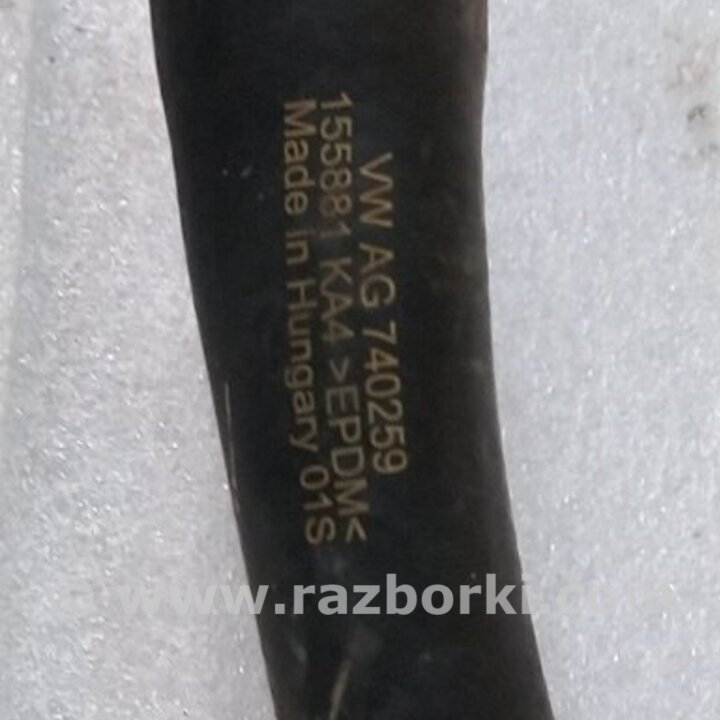 VW AG 740259
155881 KA4 >EPDM<
Made in Hungary 01S
www.razborki.com